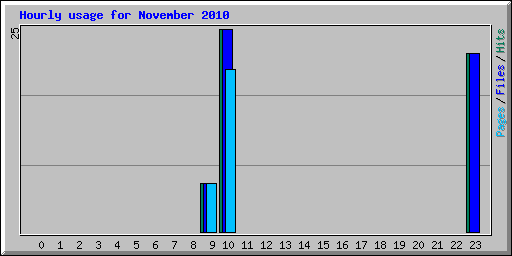 Hourly usage for November 2010
25
Pages/Files/Hits
0 1 2 3 4 5 6 7 8 9 10 11 12 13 14 15 16 17 18 19 20 21 22 23